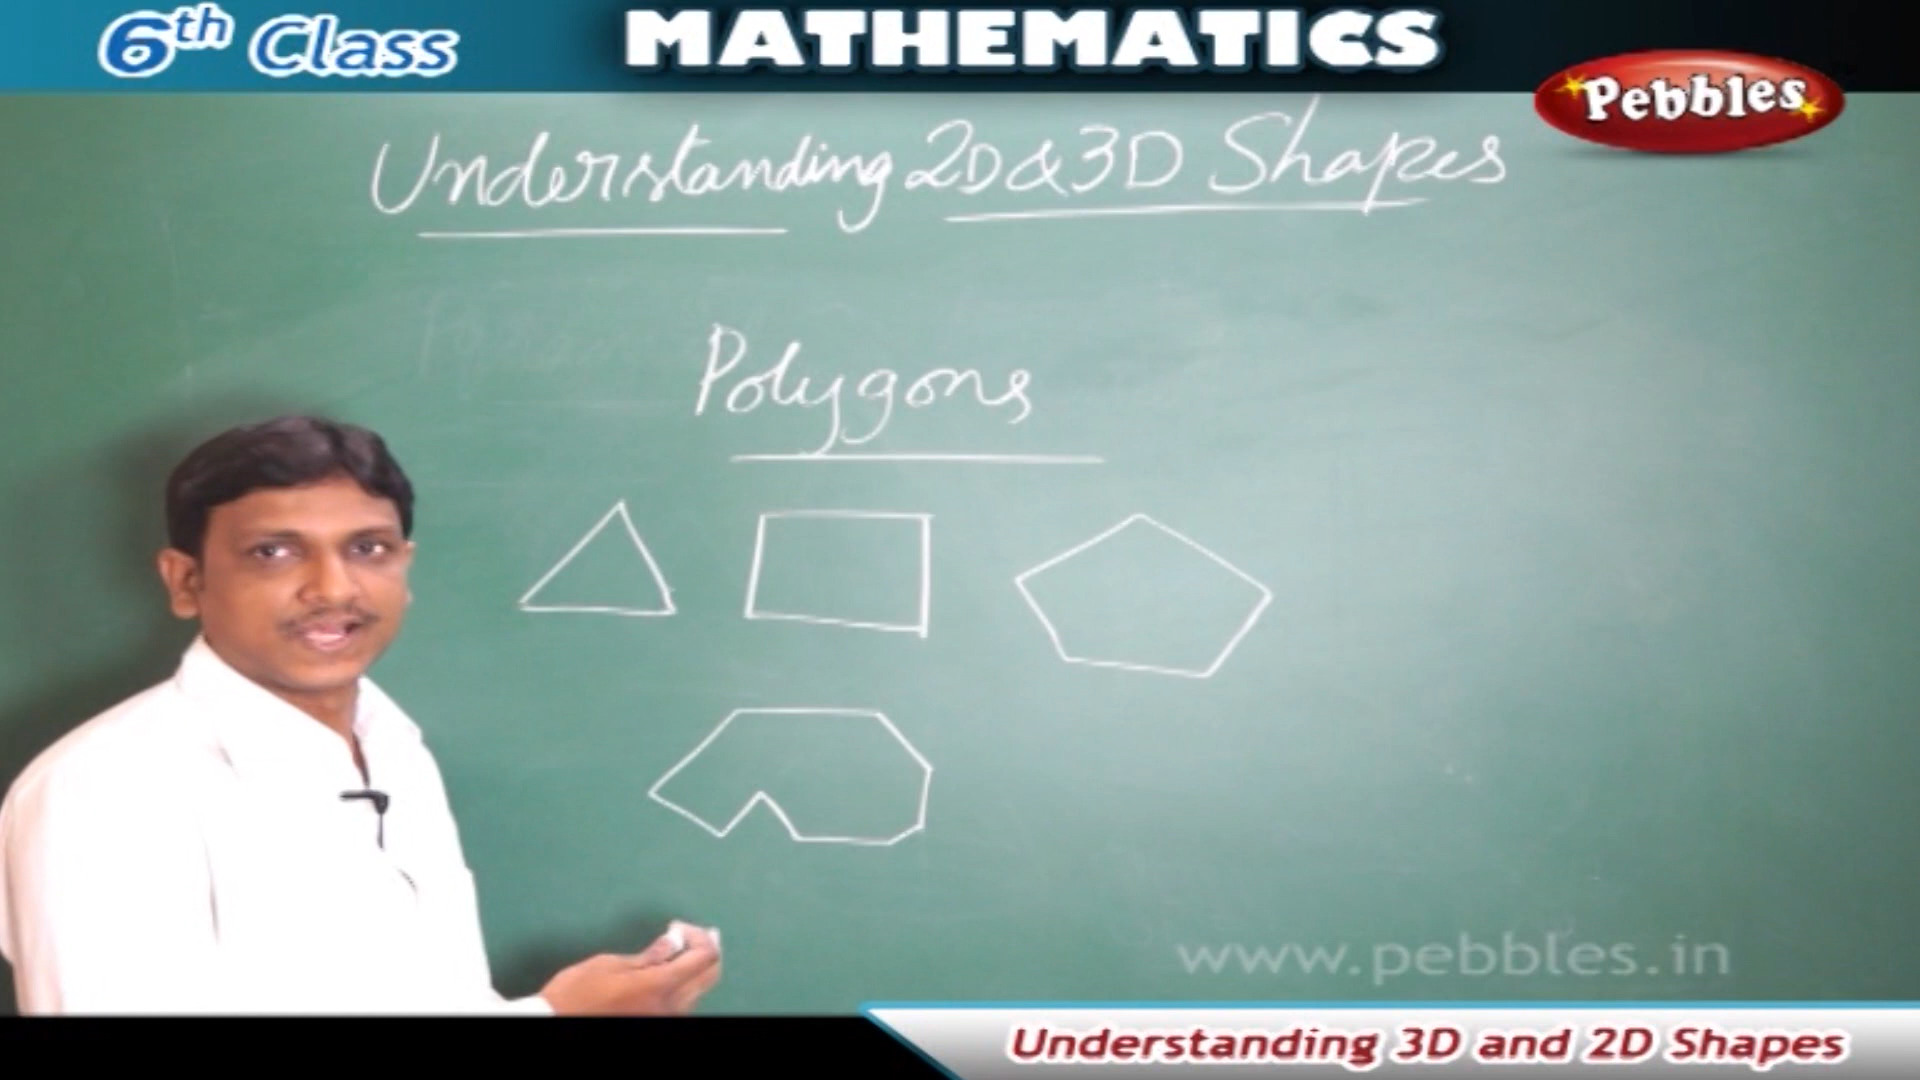 6th Class
MATHEMATICS
Pebbles
Understanding 2D & 3D Shapes
Polygons
www.pebbles.in
Understanding 3D and 2D Shapes